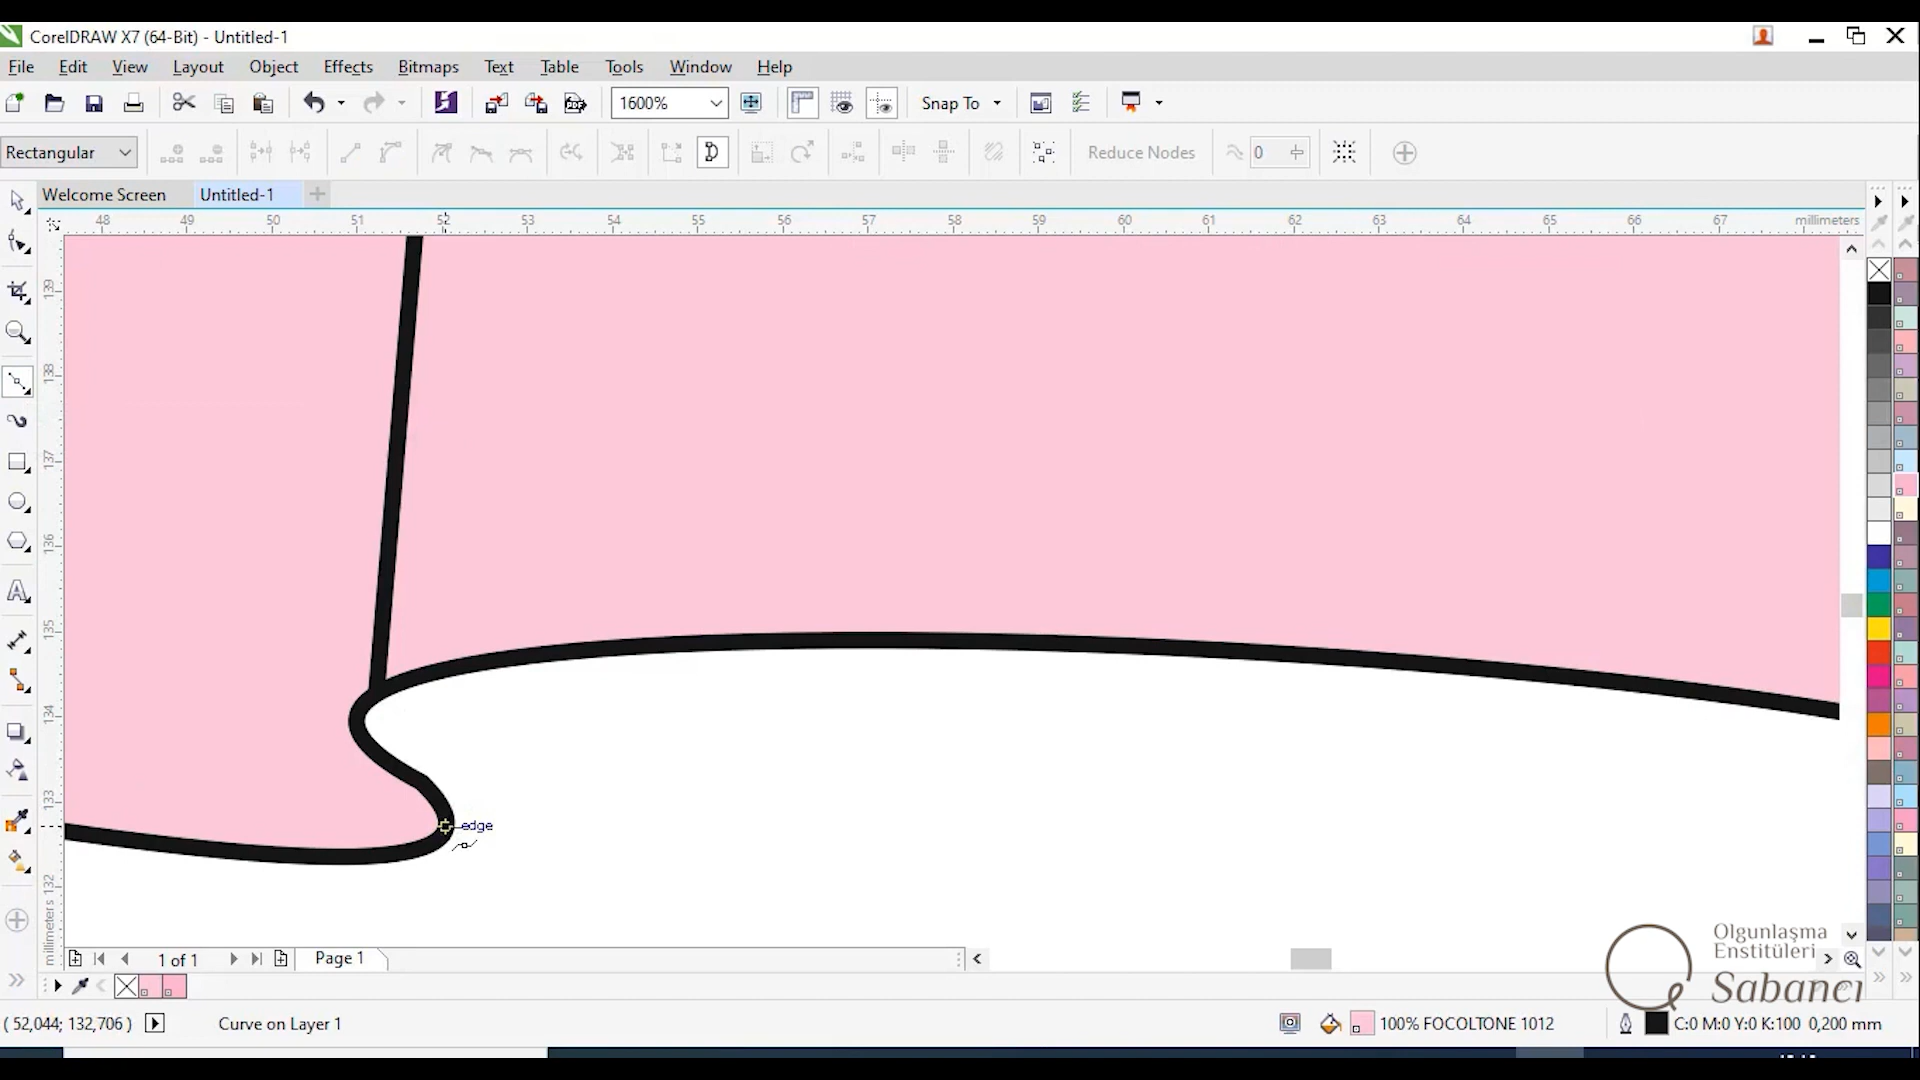 CorelDRAW X7 (64-Bit) - Untitled-1
File Edit View Layout Object Effects Bitmaps Text Table Tools Window Help
1600% Snap To
Rectangular Reduce Nodes 0
Welcome Screen Untitled-1
48 49 50 51 52 53 54 55 56 57 58 59 60 61 62 63 64 65 66 67 millimeters
139
138
137
136
135
134
133
132
millimeters
edge
1 of 1 Page 1
Olgunlaşma
Enstitüleri
Sabancı
( 52,044; 132,706 ) Curve on Layer 1 100% FOCOLTONE 1012 C:0 M:0 Y:0 K:100 0,200 mm